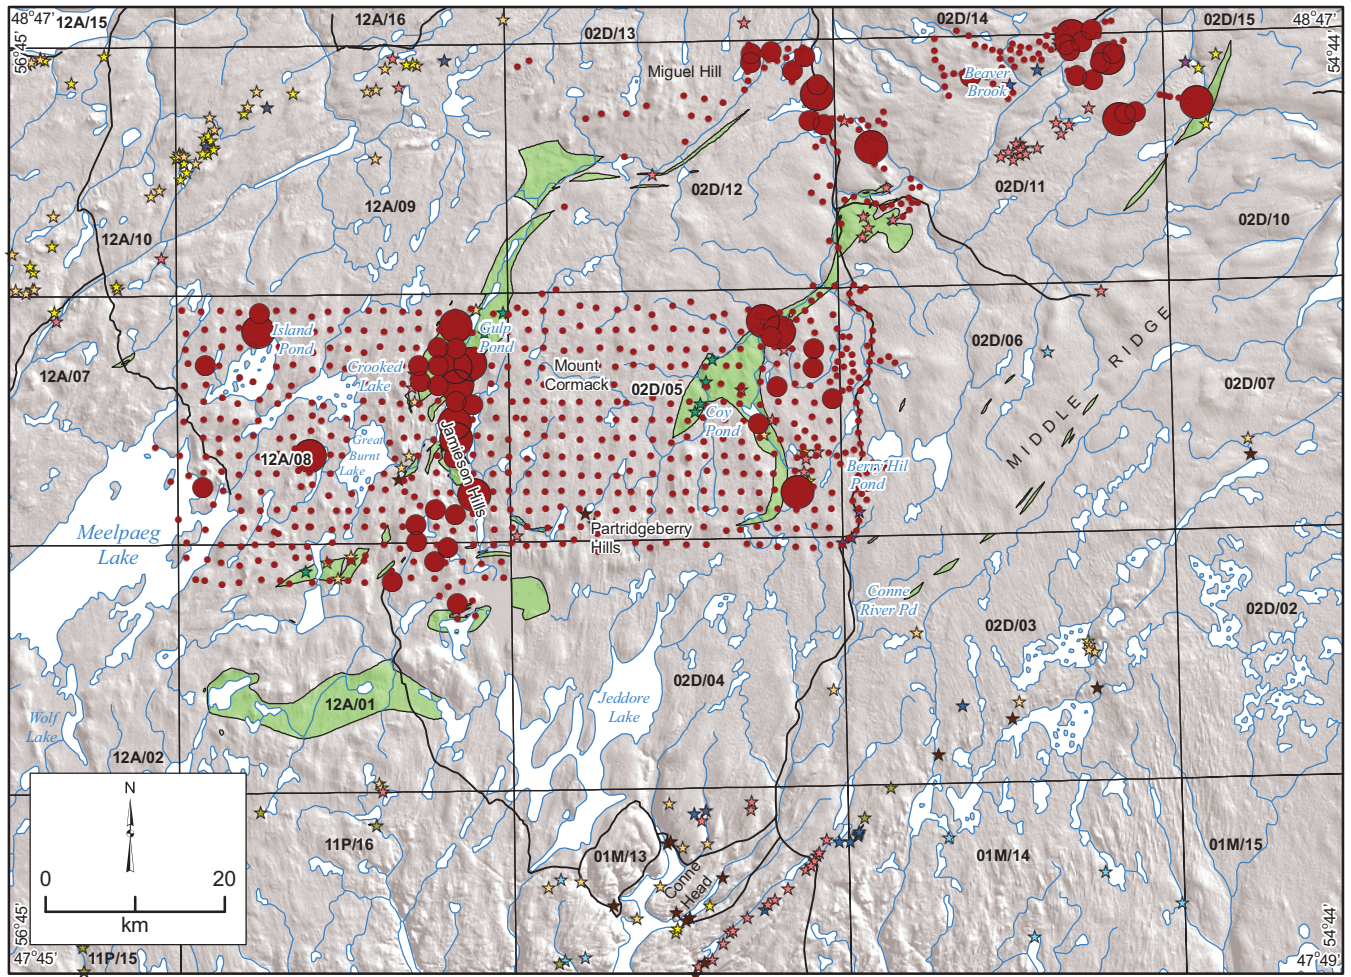 48°47'
12A/15
12A/16
02D/13
02D/14
02D/15
48°47'
56°45'
54°44'
Miguel Hill
Beaver
Brook
12A/09
02D/12
02D/11
02D/10
12A/10
Island
Pond
Gulp
Pond
Crooked
Lake
Mount
Cormack
02D/05
02D/06
MIDDLE RIDGE
12A/07
02D/07
Coy
Pond
Great
Burnt
Lake
12A/08
Jamieson Hills
Berry Hil
Pond
Meelpaeg
Lake
Partridgeberry
Hills
Conne
River Pd
02D/03
02D/02
02D/04
12A/01
Jeddore
Lake
Wolf
Lake
12A/02
N
0
20
km
11P/16
01M/13
Conne
Head
01M/14
01M/15
56°45'
54°44'
47°45'
11P/15
47°49'